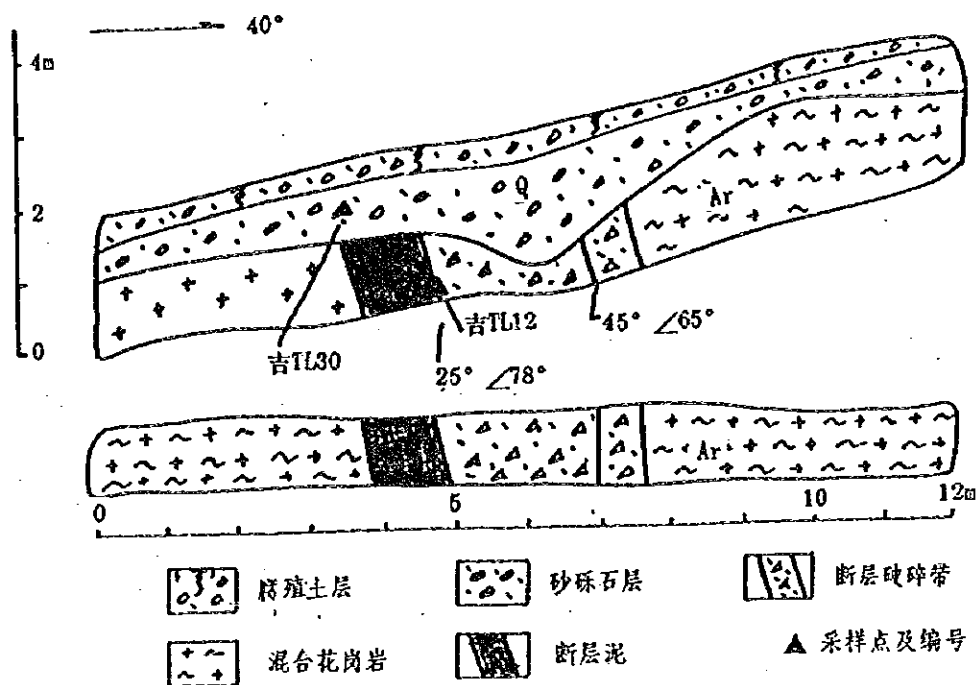 40°
4m
2
0
Q
Ar
吉TL30
吉TL12
25° ∠78°
45° ∠65°
Ar
0 5 10 12m
腐殖土层
砂砾石层
断层破碎带
混合花岗岩
断层泥
采样点及编号